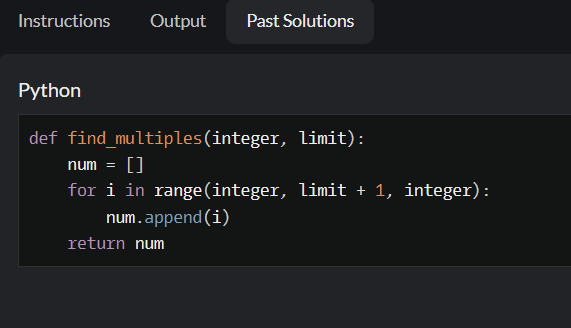 Instructions Output Past Solutions
Python
def find_multiples(integer, limit):
    num = []
    for i in range(integer, limit + 1, integer):
        num.append(i)
    return num